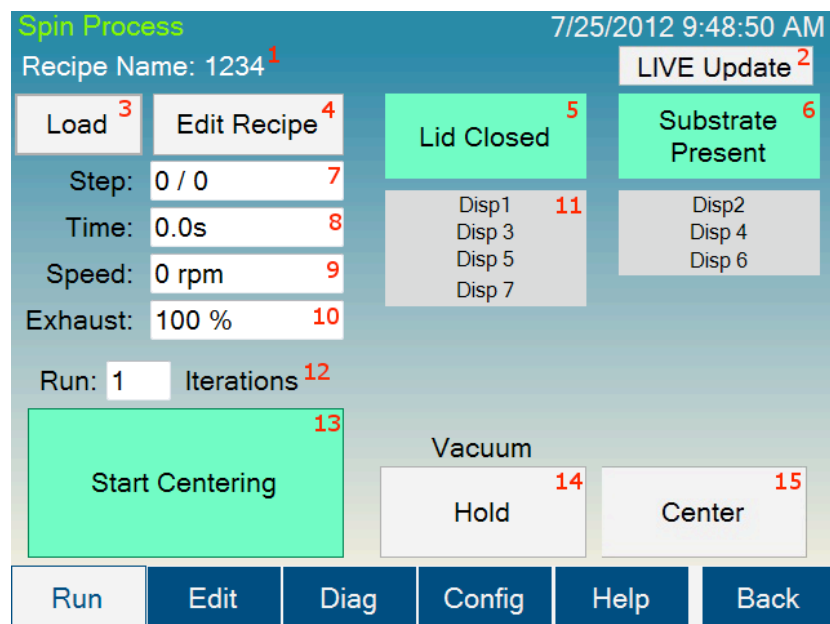 Spin Process 7/25/2012 9:48:50 AM
Recipe Name: 1234 1
LIVE Update 2
Load 3
Edit Recipe 4
Lid Closed 5
Substrate 6
Present
Step: 0 / 0 7
Time: 0.0s 8
Speed: 0 rpm 9
Exhaust: 100 % 10
Disp1 11
Disp 3
Disp 5
Disp 7
Disp2
Disp 4
Disp 6
Run: 1 Iterations 12
Start Centering 13
Vacuum
Hold 14
Center 15
Run Edit Diag Config Help Back